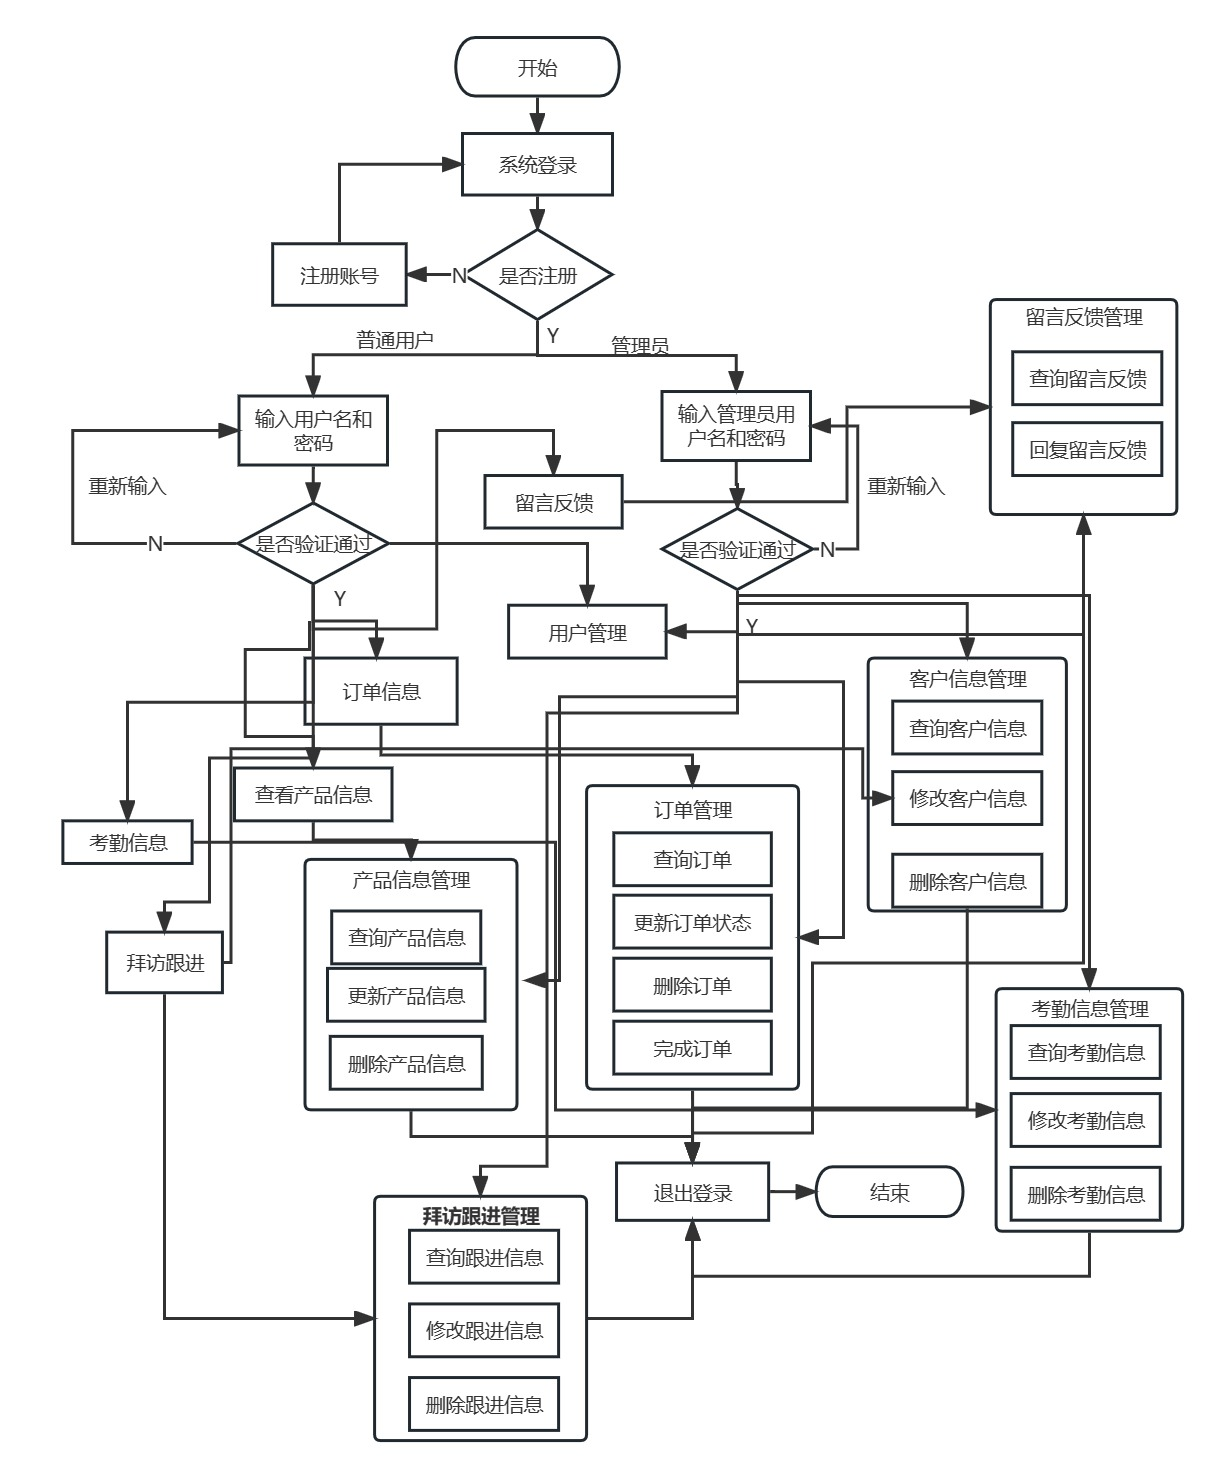 开始
系统登录
是否注册
N
注册账号
Y
普通用户
管理员
留言反馈管理
查询留言反馈
回复留言反馈
输入用户名和
密码
输入管理员用
户名和密码
重新输入
留言反馈
重新输入
是否验证通过
N
是否验证通过
N
Y
用户管理
Y
订单信息
客户信息管理
查询客户信息
修改客户信息
删除客户信息
查看产品信息
考勤信息
订单管理
查询订单
更新订单状态
删除订单
完成订单
产品信息管理
查询产品信息
更新产品信息
删除产品信息
拜访跟进
考勤信息管理
查询考勤信息
修改考勤信息
删除考勤信息
退出登录
结束
拜访跟进管理
查询跟进信息
修改跟进信息
删除跟进信息